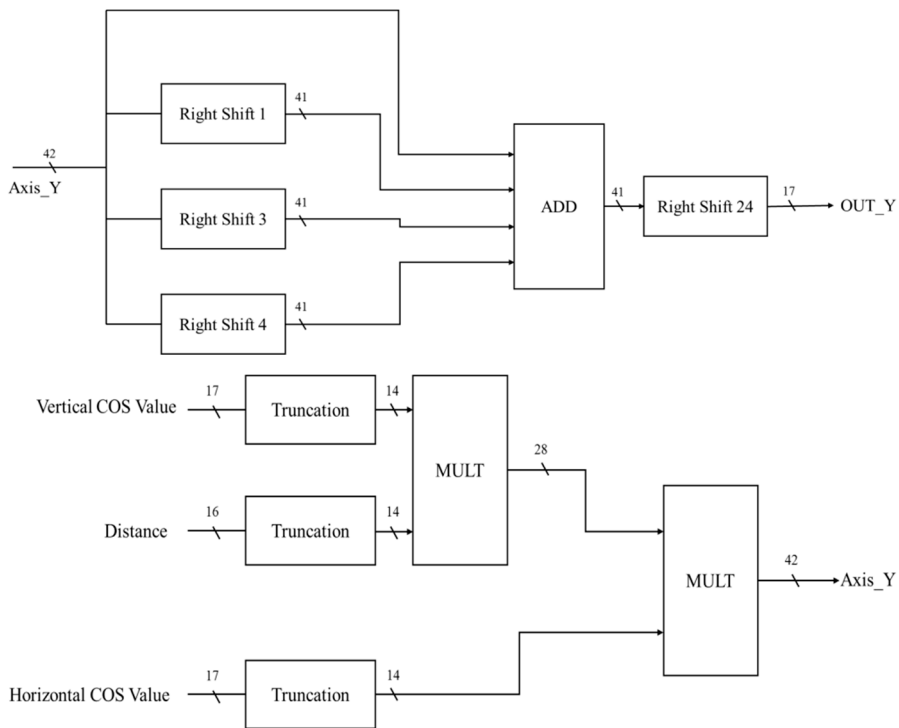 42
Axis_Y
Right Shift 1
41
Right Shift 3
41
Right Shift 4
41
ADD
41
Right Shift 24
17
OUT_Y
Vertical COS Value
17
Truncation
14
Distance
16
Truncation
14
MULT
28
Horizontal COS Value
17
Truncation
14
MULT
42
Axis_Y